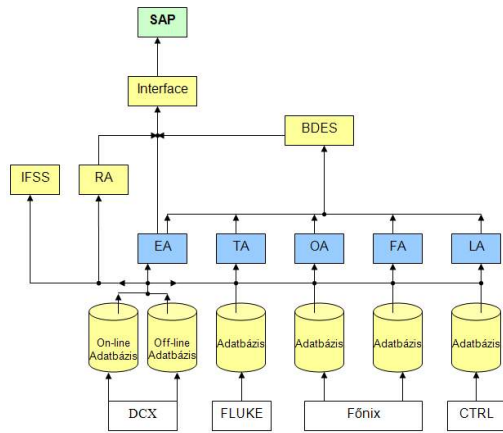 SAP
Interface
BDES
IFSS
RA
EA
TA
OA
FA
LA
On-line
Adatbázis
Off-line
Adatbázis
Adatbázis
Adatbázis
Adatbázis
Adatbázis
DCX
FLUKE
Főnix
CTRL